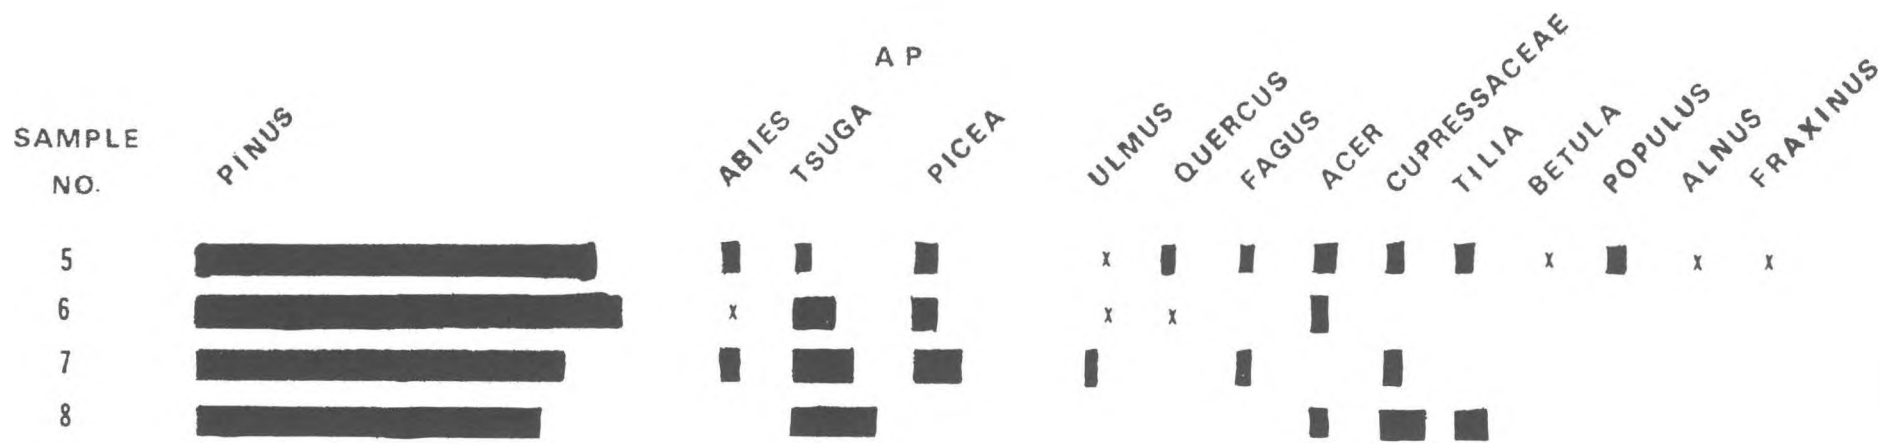 A P
SAMPLE
NO.
PINUS
ABIES
TSUGA
PICEA
ULMUS
QUERCUS
FAGUS
ACER
CUPRESSACEAE
TILIA
BETULA
POPULUS
ALNUS
FRAXINUS
5 x x x x
6 x x x
7
8